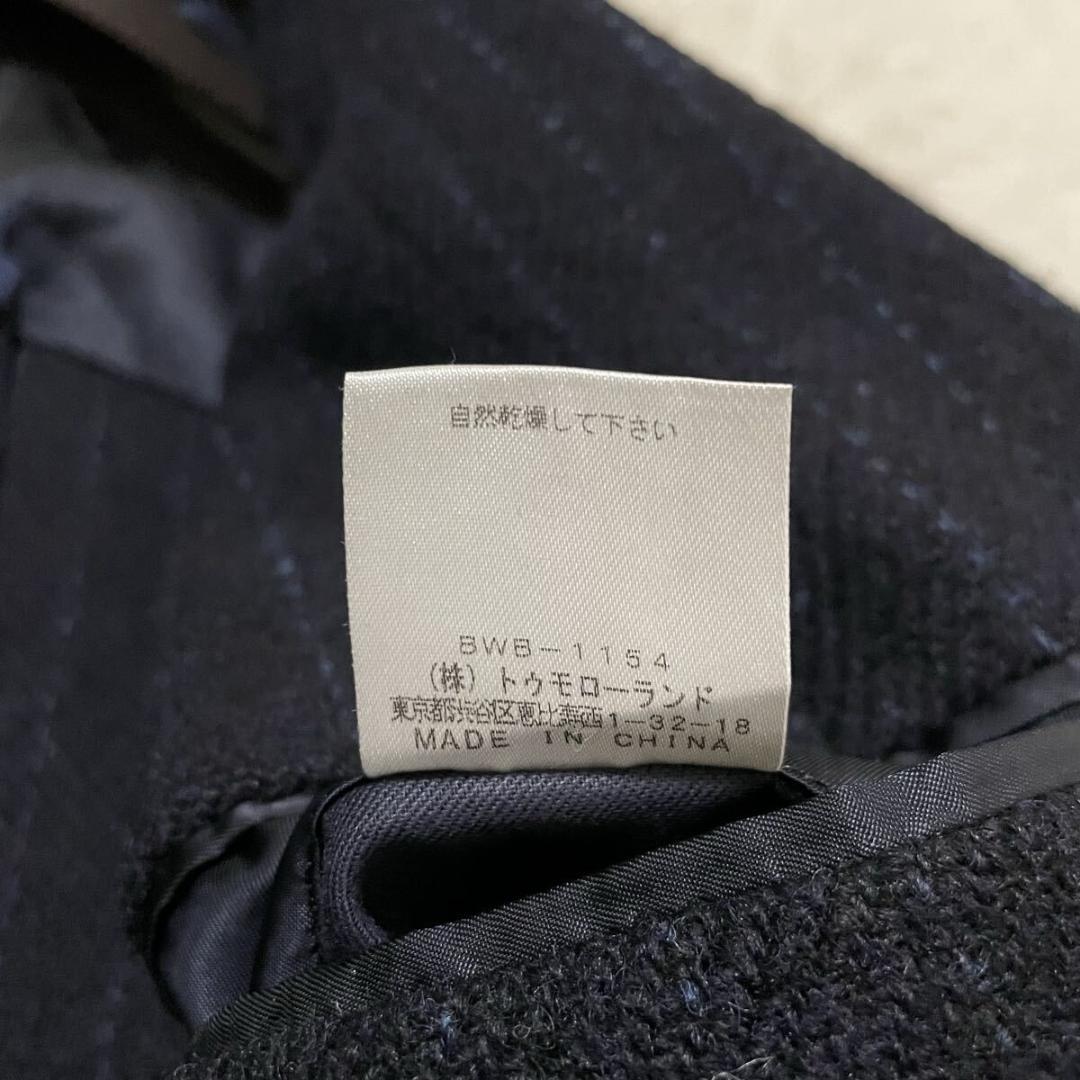 自然乾燥して下さい
BWB-1154
(株)トゥモローランド
東京都渋谷区恵比寿西1-32-18
MADE IN CHINA